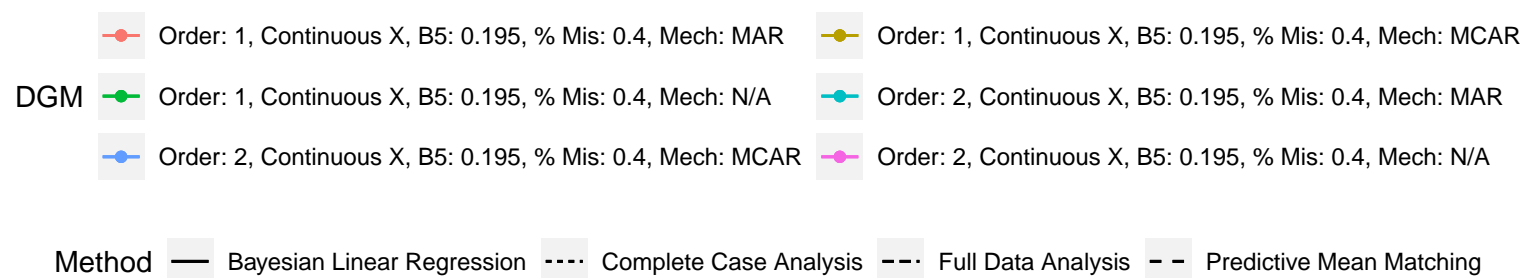 Order: 1, Continuous X, B5: 0.195, % Mis: 0.4, Mech: MAR Order: 1, Continuous X, B5: 0.195, % Mis: 0.4, Mech: MCAR
DGM Order: 1, Continuous X, B5: 0.195, % Mis: 0.4, Mech: N/A Order: 2, Continuous X, B5: 0.195, % Mis: 0.4, Mech: MAR
Order: 2, Continuous X, B5: 0.195, % Mis: 0.4, Mech: MCAR Order: 2, Continuous X, B5: 0.195, % Mis: 0.4, Mech: N/A
Method Bayesian Linear Regression Complete Case Analysis Full Data Analysis Predictive Mean Matching